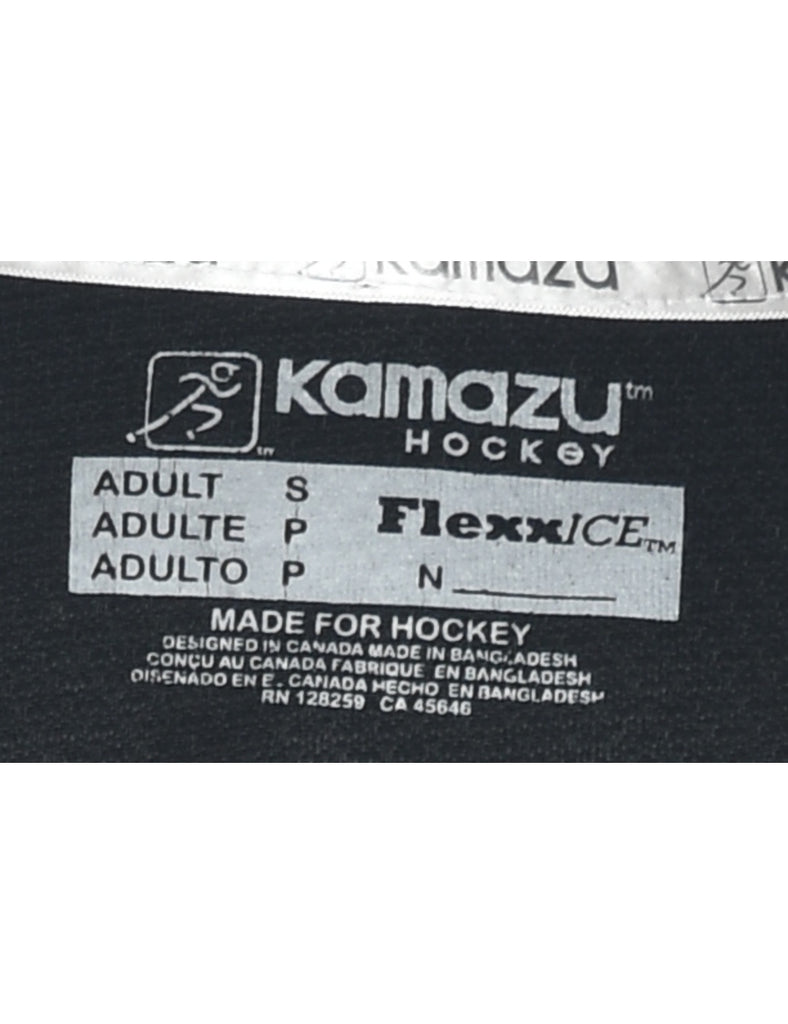 kamazu
Kamazu™
HOCKEY
ADULT S
ADULTE P
ADULTO P
FlexxICE™
N
MADE FOR HOCKEY
DESIGNED IN CANADA MADE IN BANGLADESH
CONÇU AU CANADA FABRIQUE EN BANGLADESH
DISENADO EN E. CANADA HECHO EN BANGLADESH
RN 128259 CA 45646